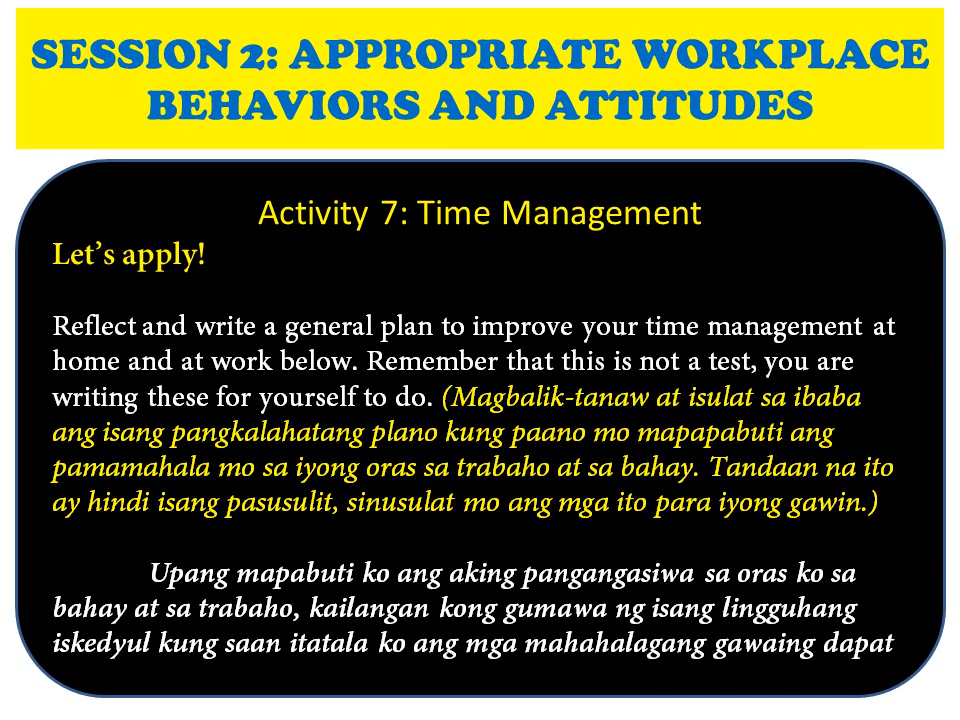 SESSION 2: APPROPRIATE WORKPLACE
BEHAVIORS AND ATTITUDES
Activity 7: Time Management
Let's apply!
Reflect and write a general plan to improve your time management at
home and at work below. Remember that this is not a test, you are
writing these for yourself to do. (Magbalik-tanaw at isulat sa ibaba
ang isang pangkalahatang plano kung paano mo mapapabuti ang
pamamahala mo sa iyong oras sa trabaho at sa bahay. Tandaan na ito
ay hindi isang pasusulit, sinusulat mo ang mga ito para iyong gawin.)
Upang mapabuti ko ang aking pangangasiwa sa oras ko sa
bahay at sa trabaho, kailangan kong gumawa ng isang lingguhang
iskedyul kung saan itatala ko ang mga mahahalagang gawaing dapat